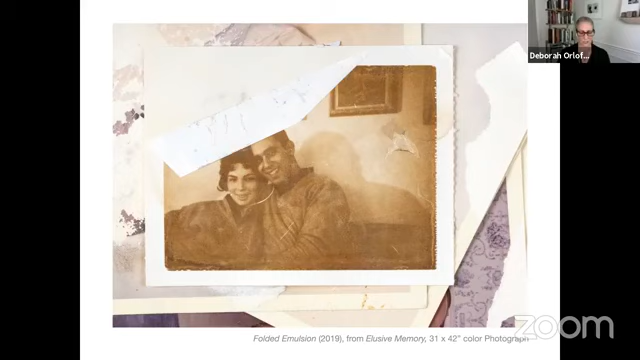 Deborah Orlof...
Folded Emulsion (2019), from Elusive Memory, 31 x 42" color Photograph
zoom